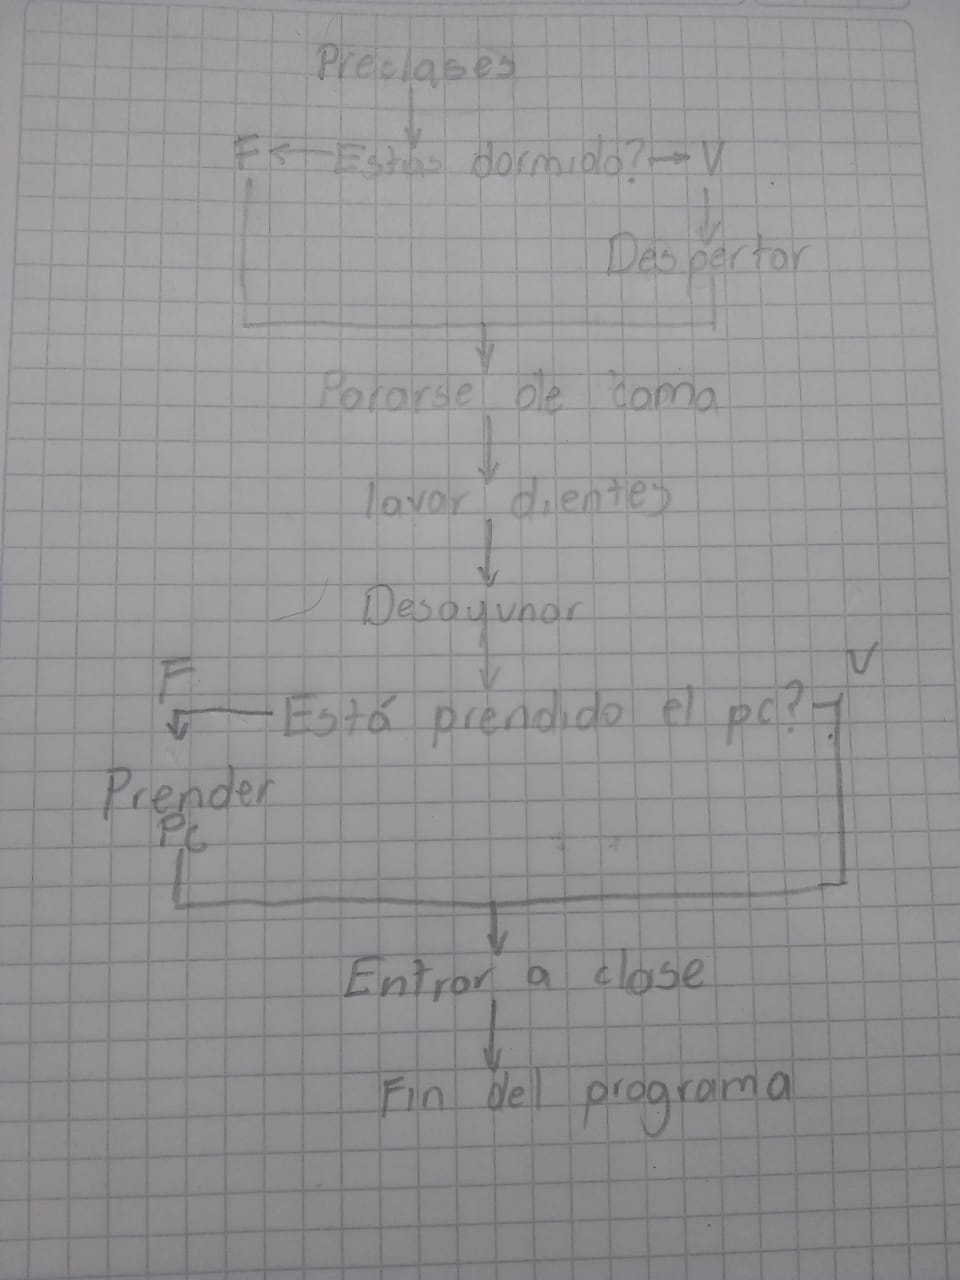 Preclases
F Estás dormido? V
Despertar
Pararse de cama
lavar dientes
Desayunar
F V
Está prendido el pc?
Prender
PC
Entrar a clase
Fin del programa